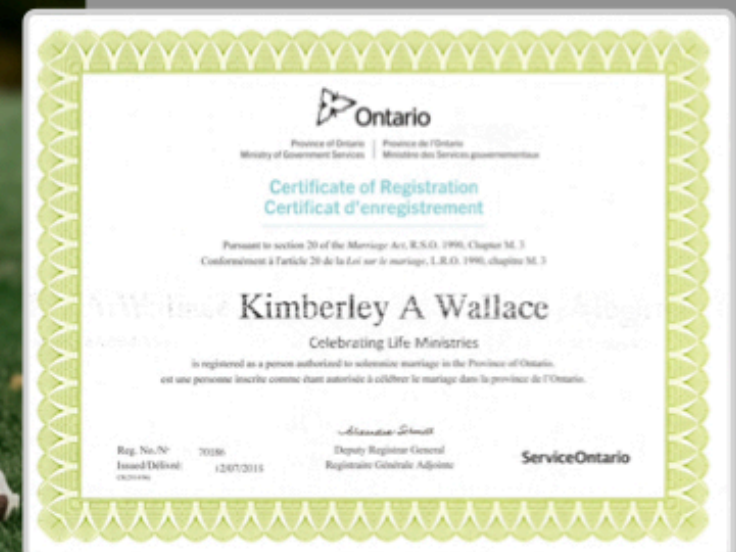 Ontario
Province of Ontario | Province de l'Ontario
Ministry of Government Services | Ministère des Services gouvernementaux
Certificate of Registration
Certificat d'enregistrement
Pursuant to section 20 of the Marriage Act, R.S.O. 1990, Chapter M. 3
Conformément à l'article 20 de la Loi sur le mariage, L.R.O. 1990, chapitre M. 3
Kimberley A Wallace
Celebrating Life Ministries
is registered as a person authorized to solemnize marriage in the Province of Ontario.
est une personne inscrite comme étant autorisée à célébrer le mariage dans la province de l'Ontario.
Deputy Registrar General
Registraire Générale Adjointe
Reg. No./Nº 70186
Issued/Délivré:
ServiceOntario